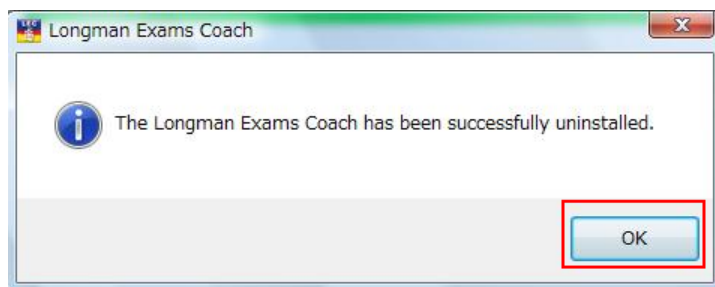 Longman Exams Coach
The Longman Exams Coach has been successfully uninstalled.
OK